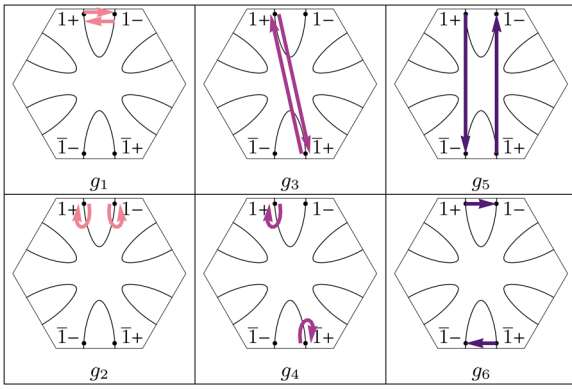 1+ 1- 1+ 1- 1+ 1-
1̅- 1̅+ 1̅- 1̅+ 1̅- 1̅+
g₁ g₃ g₅
1+ 1- 1+ 1- 1+ 1-
1̅- 1̅+ 1̅- 1̅+ 1̅- 1̅+
g₂ g₄ g₆